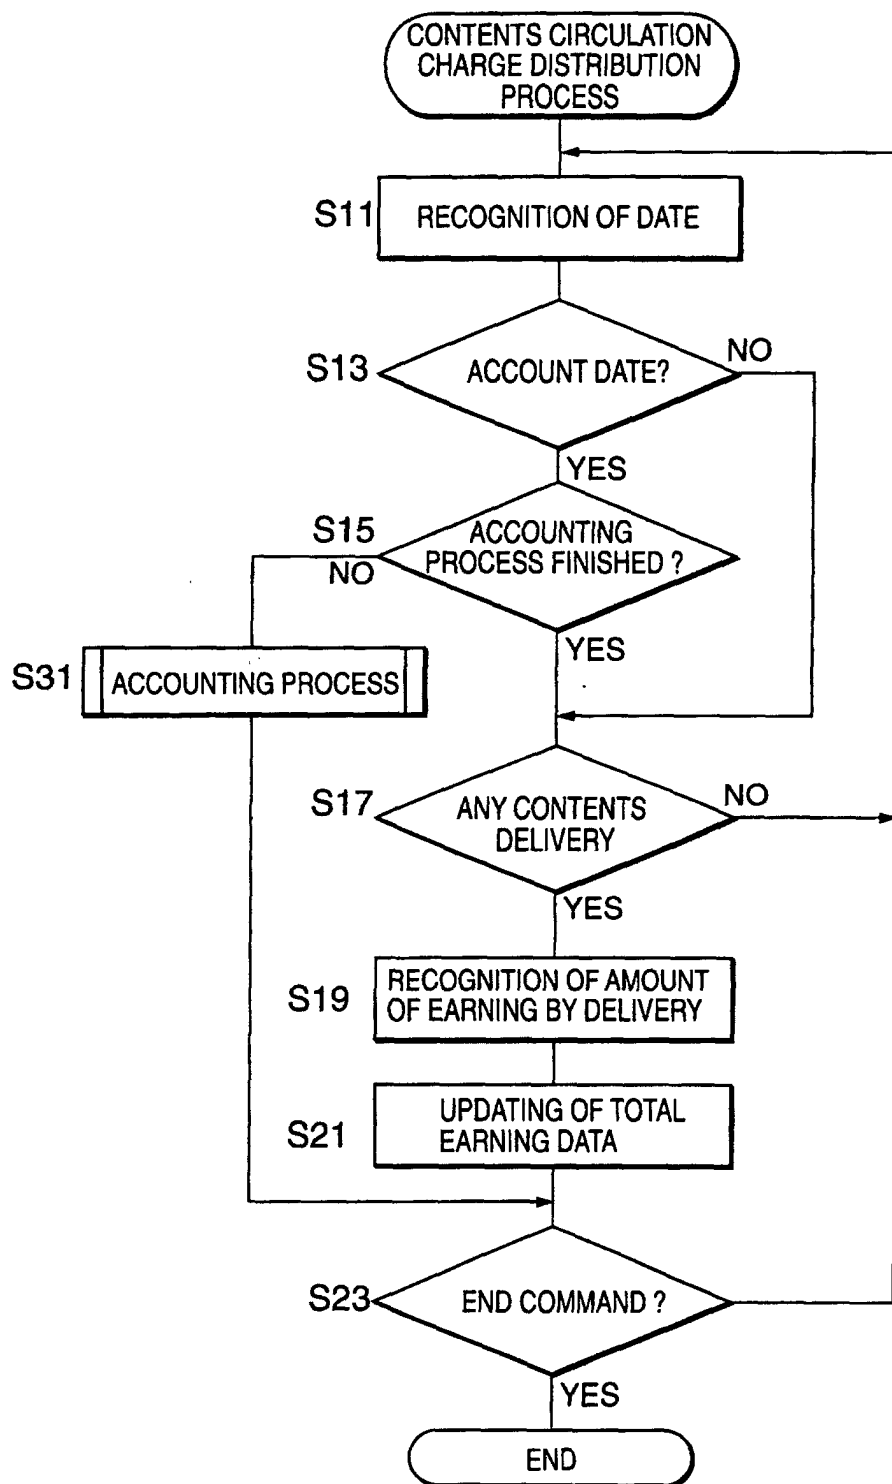 CONTENTS CIRCULATION
CHARGE DISTRIBUTION
PROCESS
S11
RECOGNITION OF DATE
S13
ACCOUNT DATE?
NO
YES
S15
ACCOUNTING
PROCESS FINISHED ?
NO
YES
S31
ACCOUNTING PROCESS
S17
ANY CONTENTS
DELIVERY
NO
YES
S19
RECOGNITION OF AMOUNT
OF EARNING BY DELIVERY
S21
UPDATING OF TOTAL
EARNING DATA
S23
END COMMAND ?
YES
END